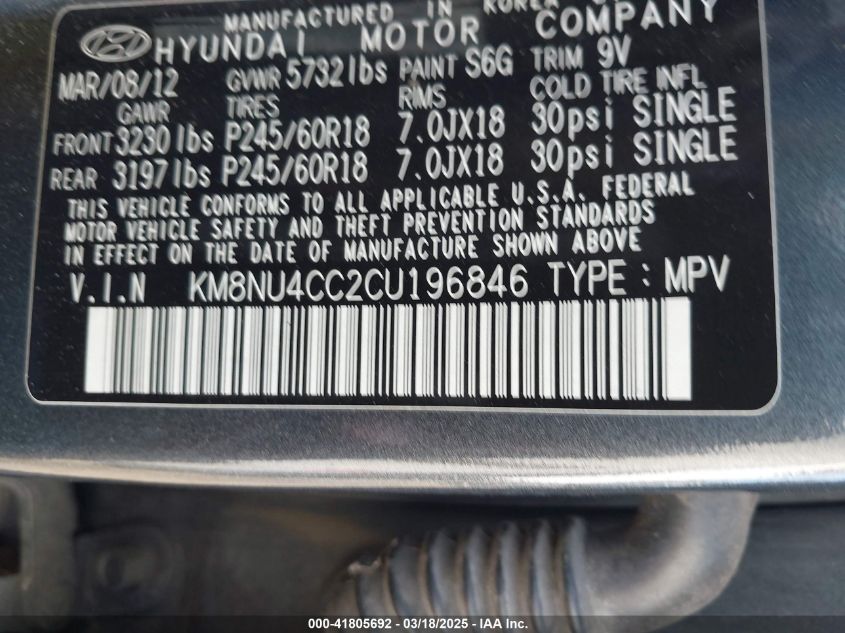 MANUFACTURED IN KOREA
HYUNDAI MOTOR COMPANY
MAR/08/12 GVWR 5732lbs PAINT S6G TRIM 9V
GAWR TIRES RIMS COLD TIRE INFL
FRONT 3230lbs P245/60R18 7.0JX18 30psi SINGLE
REAR 3197lbs P245/60R18 7.0JX18 30psi SINGLE
THIS VEHICLE CONFORMS TO ALL APPLICABLE U.S.A. FEDERAL
MOTOR VEHICLE SAFETY AND THEFT PREVENTION STANDARDS
IN EFFECT ON THE DATE OF MANUFACTURE SHOWN ABOVE
V.I.N KM8NU4CC2CU196846 TYPE : MPV
000-41805692 - 03/18/2025 - IAA Inc.